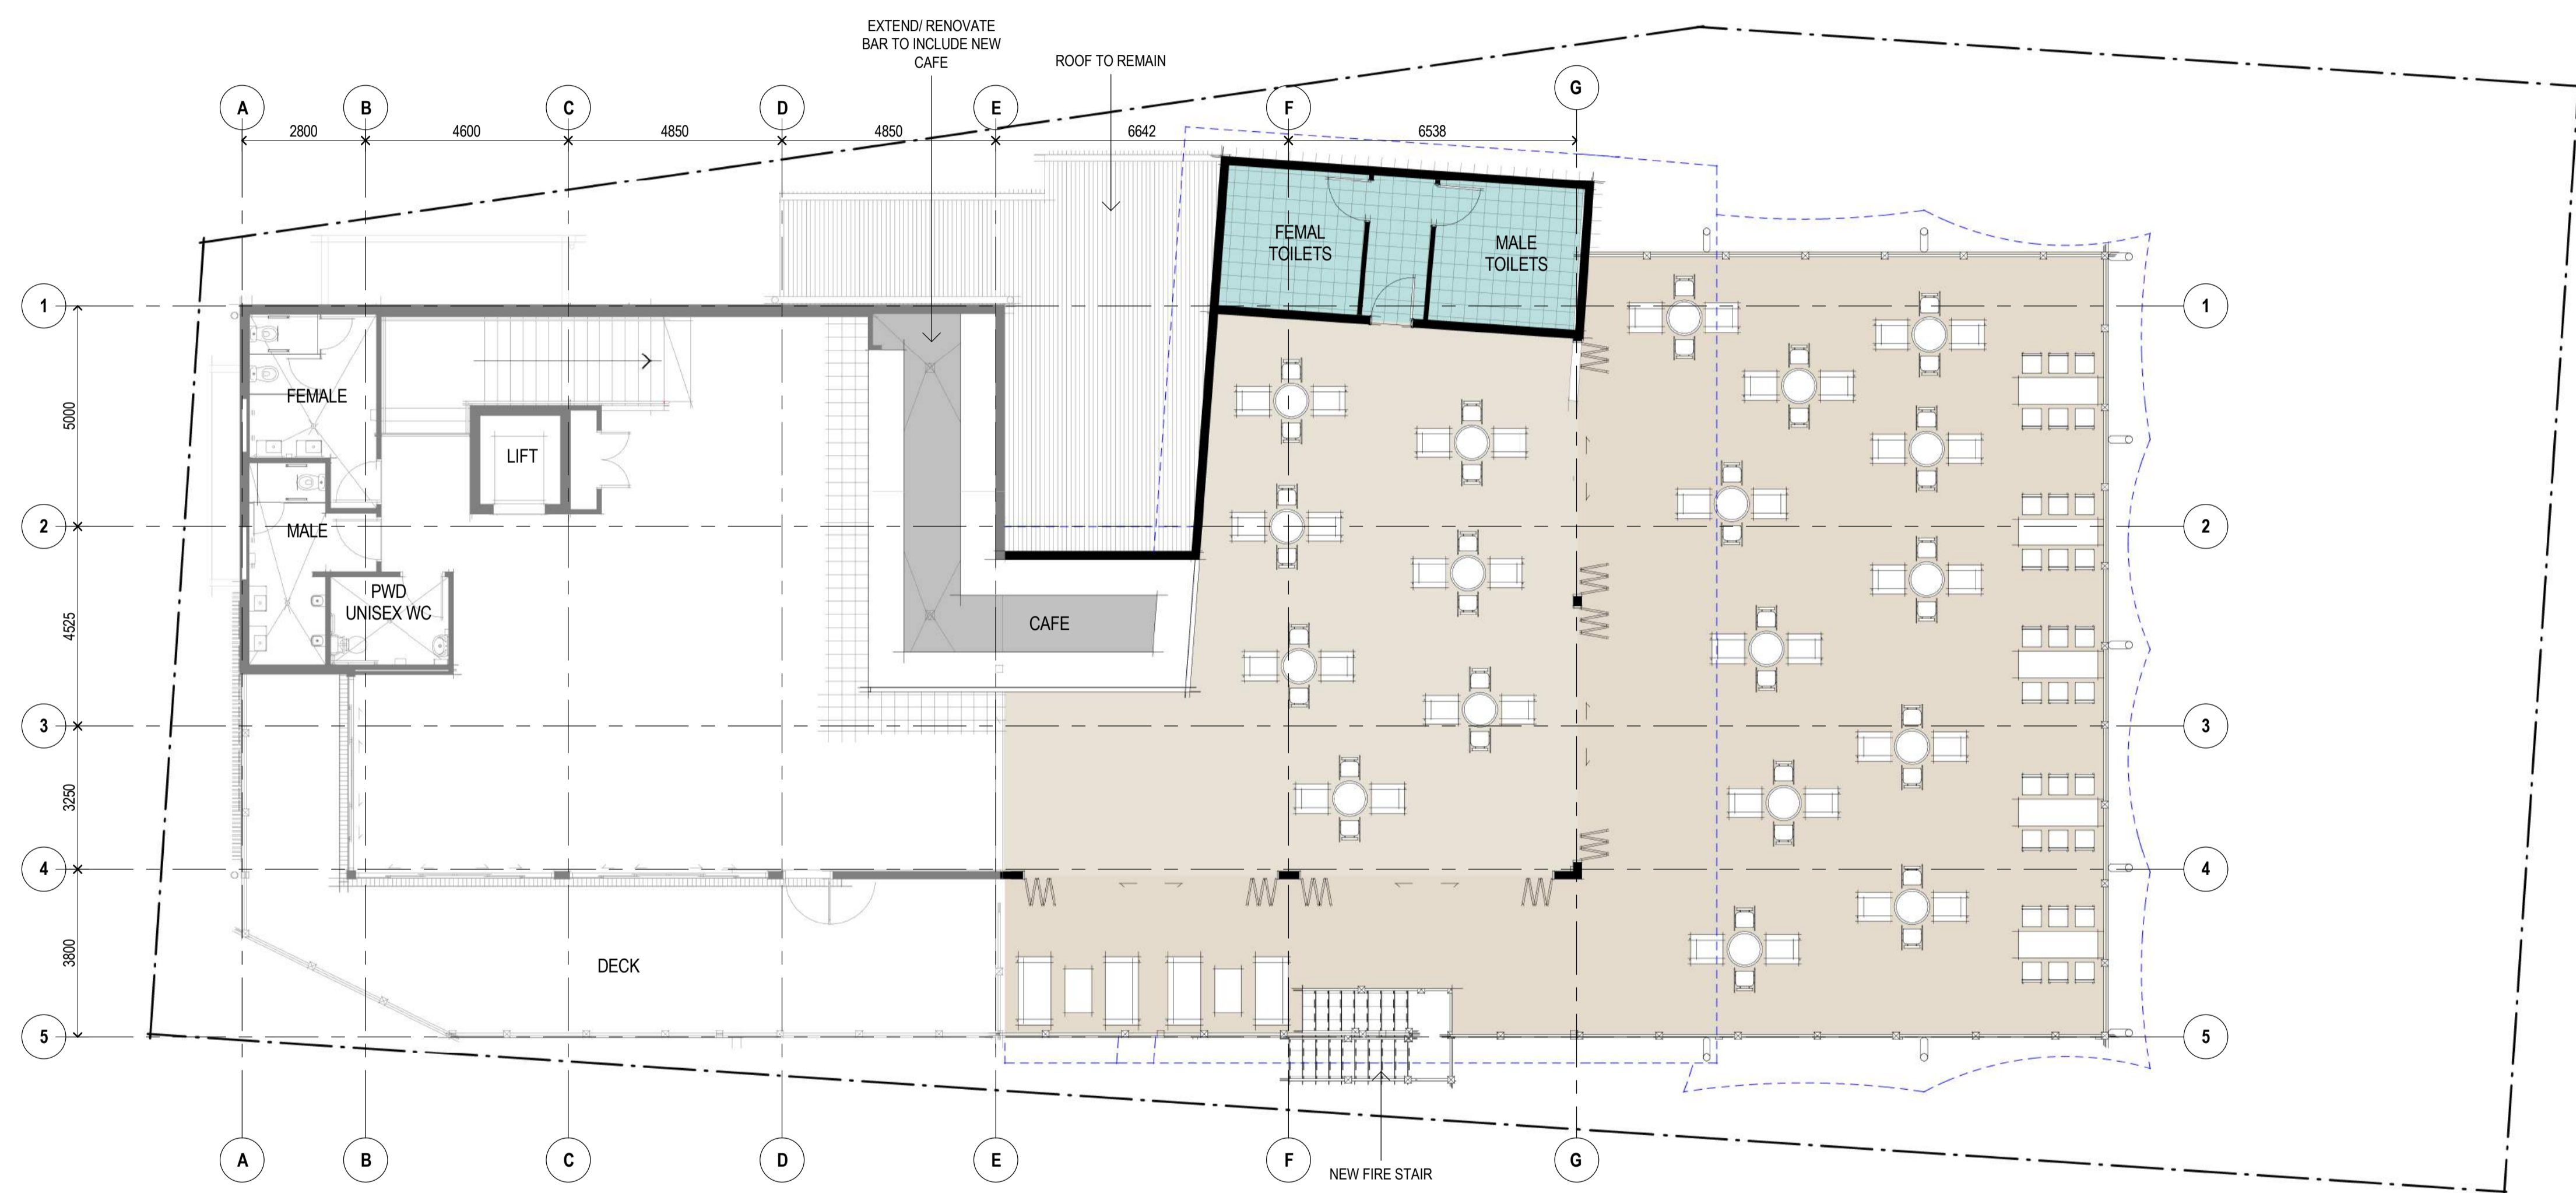 EXTEND/ RENOVATE
BAR TO INCLUDE NEW
CAFE
ROOF TO REMAIN
G
A
B
C
D
E
F
2800
4600
4850
4850
6642
6538
FEMAL
TOILETS
MALE
TOILETS
1
1
FEMALE
5000
LIFT
2
MALE
2
PWD
UNISEX WC
4525
CAFE
3
3
3250
4
4
3800
DECK
5
5
A
B
C
D
E
F
G
NEW FIRE STAIR